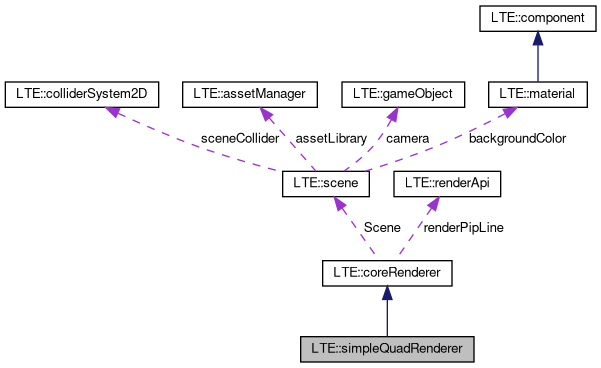 LTE::component
LTE::colliderSystem2D
LTE::assetManager
LTE::gameObject
LTE::material
sceneCollider
assetLibrary
camera
backgroundColor
LTE::scene
LTE::renderApi
Scene
renderPipLine
LTE::coreRenderer
LTE::simpleQuadRenderer